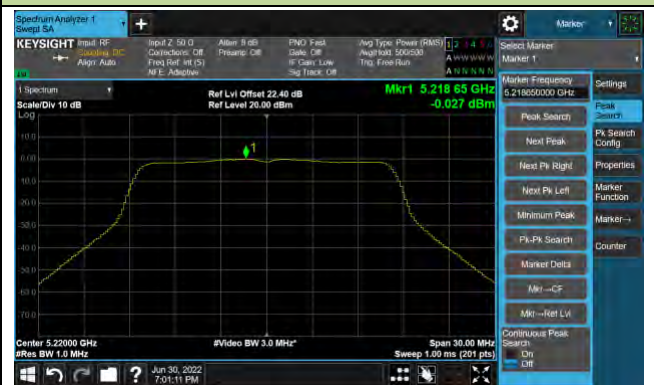 Spectrum Analyzer 1
Swept SA
+
Marker
KEYSIGHT Input: RF
Coupling: DC
Align: Auto
Input Z: 50 Ω
Corrections: Off
Freq Ref: Int (S)
NFE: Adaptive
Atten: 8 dB
Preamp: Off
PNO: Fast
Gate: Off
IF Gain: Low
Sig Track: Off
Avg Type: Power (RMS)
Avg|Hold: 500/500
Trig: Free Run
1 2 3 4 5 6
A W W W W W
A N N N N N
Select Marker
Marker 1
1 Spectrum
Scale/Div 10 dB
Log
Ref Lvl Offset 22.40 dB
Ref Level 20.00 dBm
Mkr1 5.218 65 GHz
-0.027 dBm
Marker Frequency
5.218650000 GHz
Peak Search
Next Peak
Next Pk Right
Next Pk Left
Minimum Peak
Pk-Pk Search
Marker Delta
Mkr→CF
Mkr→Ref Lvl
Continuous Peak
Search
On
Off
Settings
Peak
Search
Pk Search
Config
Properties
Marker
Function
Marker→
Counter
1
10.0
0.00
-10.0
-20.0
-30.0
-40.0
-50.0
-60.0
-70.0
Center 5.22000 GHz
#Res BW 1.0 MHz
#Video BW 3.0 MHz*
Span 30.00 MHz
Sweep 1.00 ms (201 pts)
?
Jun 30, 2022
7:01:11 PM